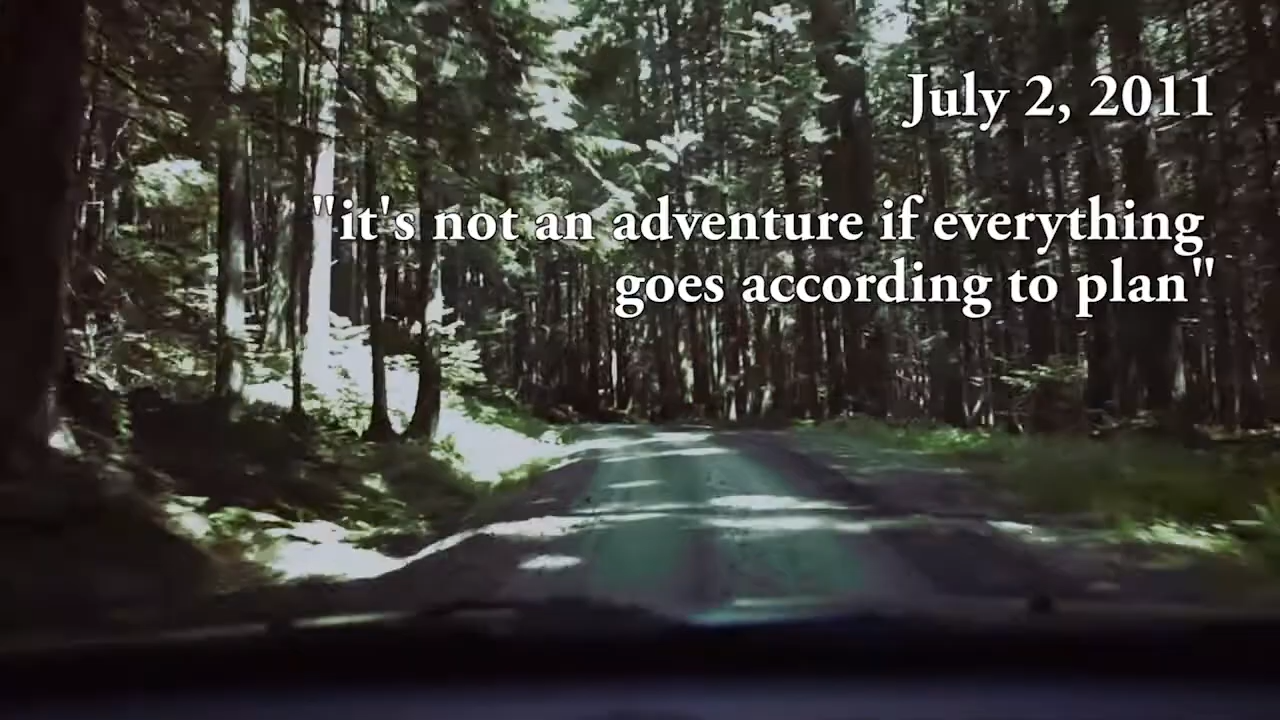 July 2, 2011
"it's not an adventure if everything
goes according to plan"